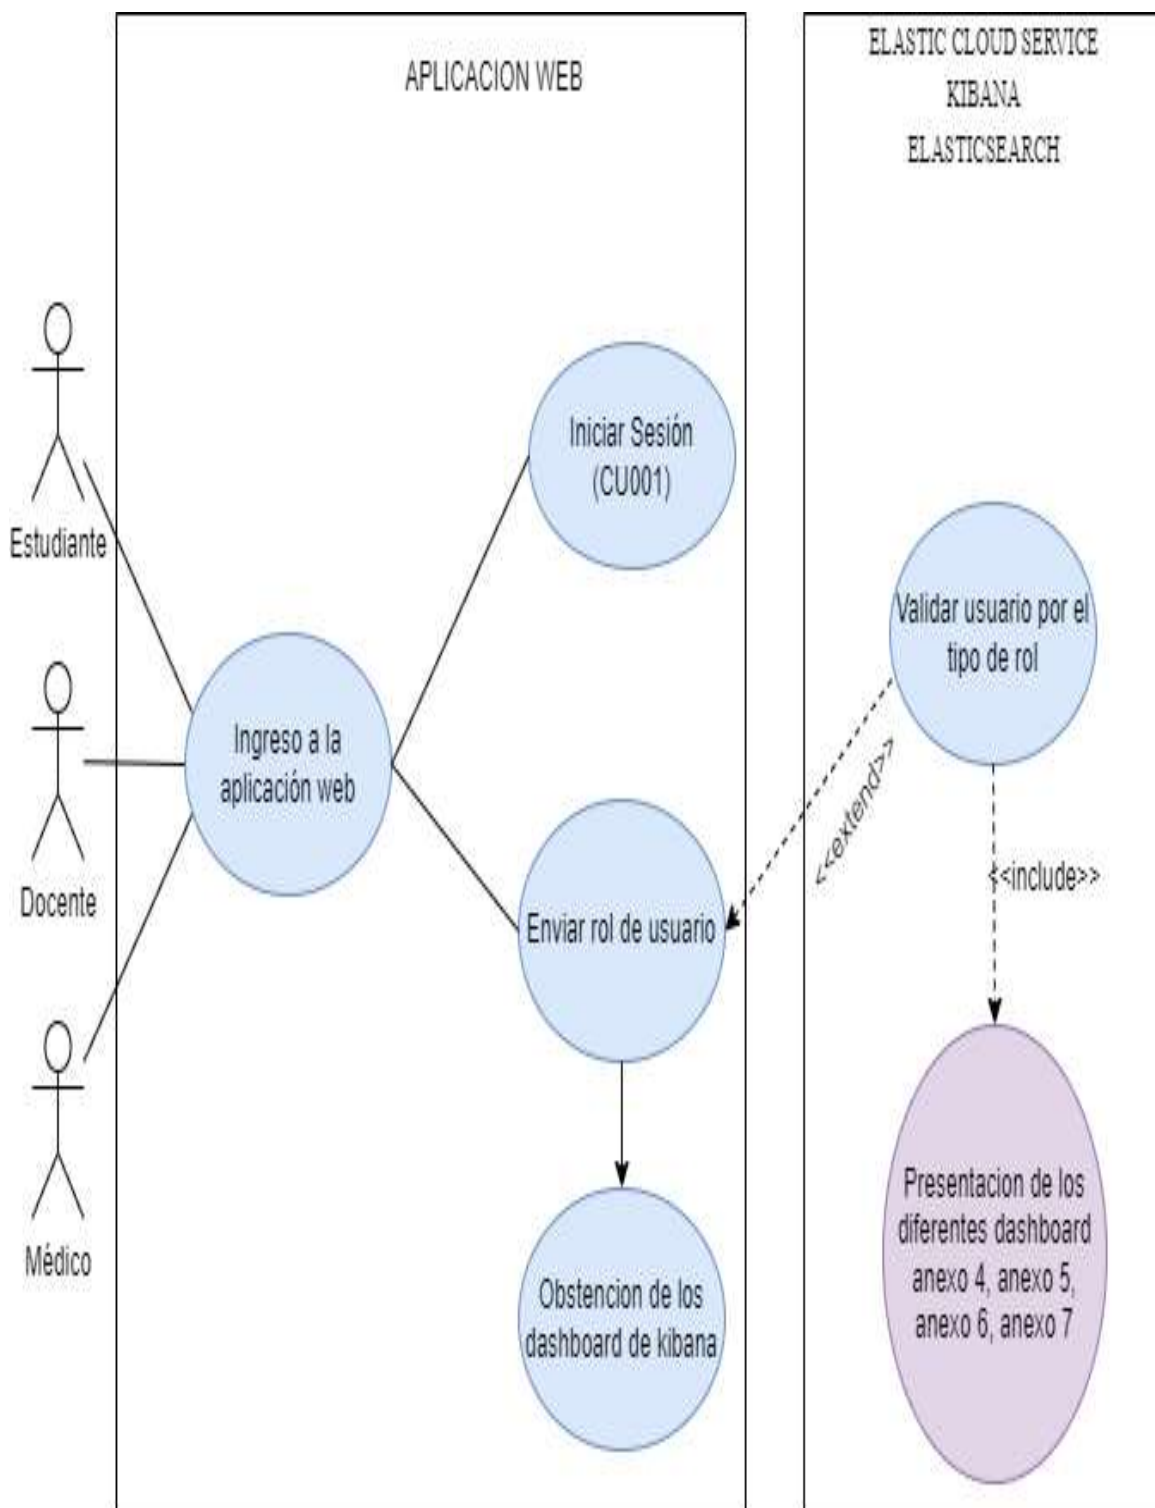 APLICACION WEB
ELASTIC CLOUD SERVICE
KIBANA
ELASTICSEARCH
Estudiante
Docente
Médico
Ingreso a la
aplicación web
Iniciar Sesión
(CU001)
Enviar rol de usuario
Obstencion de los
dashboard de kibana
<<extend>>
Validar usuario por el
tipo de rol
<<include>>
Presentacion de los
diferentes dashboard
anexo 4, anexo 5,
anexo 6, anexo 7